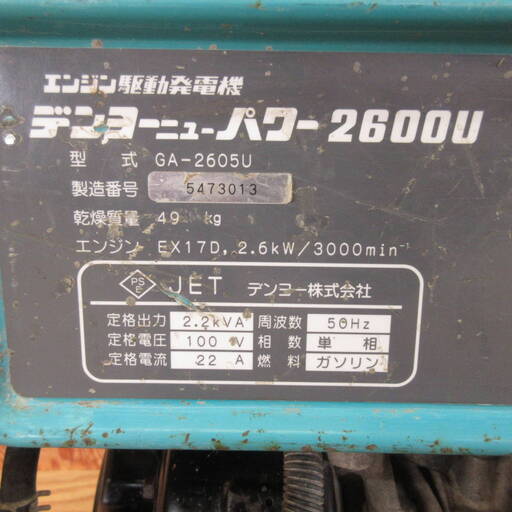 エンジン駆動発電機
デンヨーニューパワー2600U
型式 GA-2605U
製造番号 5473013
乾燥質量 49 kg
エンジン EX17D, 2.6kW/3000min⁻¹
PS E JET デンヨー株式会社
定格出力 2.2kVA 周波数 50Hz
定格電圧 100 V 相数 単相
定格電流 22 A 燃料 ガソリン